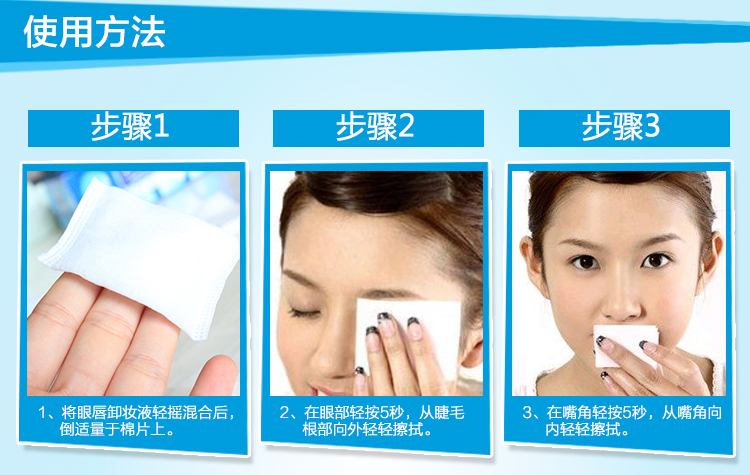 使用方法
步骤1
步骤2
步骤3
1、将眼唇卸妆液轻摇混合后，
倒适量于棉片上。
2、在眼部轻按5秒，从睫毛
根部向外轻轻擦拭。
3、在嘴角轻按5秒，从嘴角向
内轻轻擦拭。